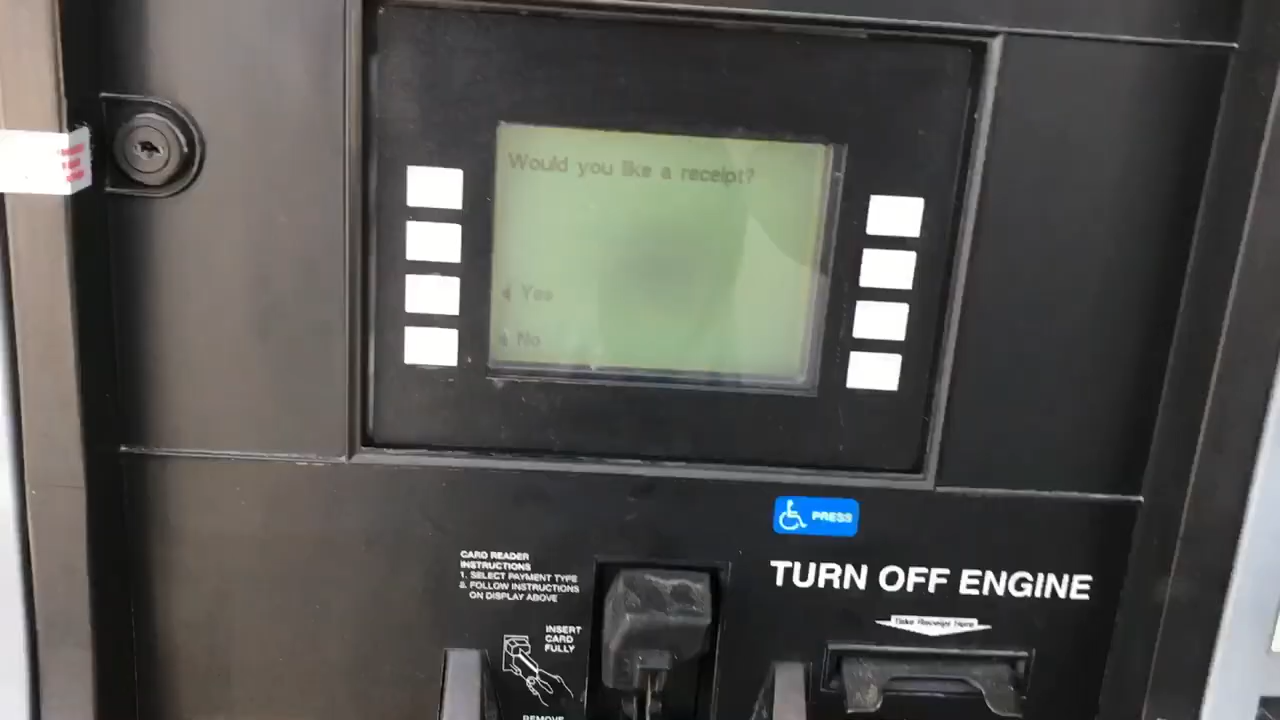 Would you like a receipt?
Yes
No
PRESS
CARD READER
INSTRUCTIONS
1. SELECT PAYMENT TYPE
2. FOLLOW INSTRUCTIONS
ON DISPLAY ABOVE
TURN OFF ENGINE
Take Receipt Here
INSERT
CARD
FULLY
REMOVE